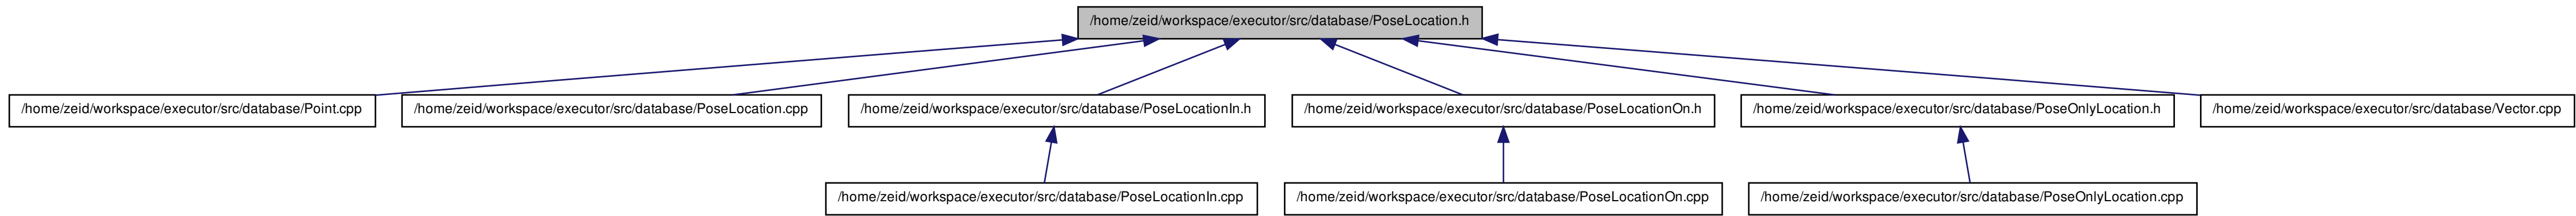 /home/zeid/workspace/executor/src/database/PoseLocation.h
/home/zeid/workspace/executor/src/database/Point.cpp
/home/zeid/workspace/executor/src/database/PoseLocation.cpp
/home/zeid/workspace/executor/src/database/PoseLocationIn.h
/home/zeid/workspace/executor/src/database/PoseLocationOn.h
/home/zeid/workspace/executor/src/database/PoseOnlyLocation.h
/home/zeid/workspace/executor/src/database/Vector.cpp
/home/zeid/workspace/executor/src/database/PoseLocationIn.cpp
/home/zeid/workspace/executor/src/database/PoseLocationOn.cpp
/home/zeid/workspace/executor/src/database/PoseOnlyLocation.cpp